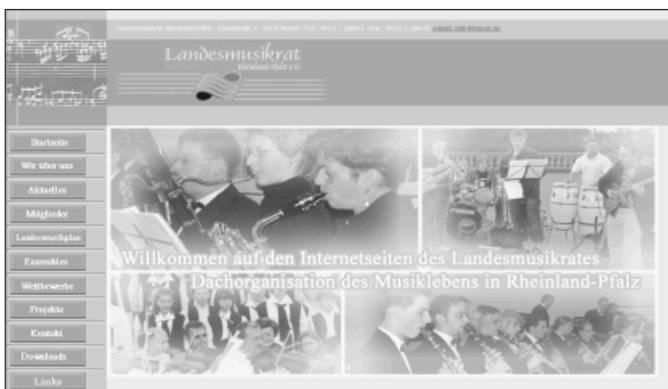 Landesmusikrat
Rheinland-Pfalz e.V.
Startseite
Wir über uns
Aktuelles
Mitglieder
Landesmusikplan
Ensembles
Wettbewerbe
Projekte
Kontakt
Downloads
Links
Willkommen auf den Internetseiten des Landesmusikrates
Dachorganisation des Musiklebens in Rheinland-Pfalz